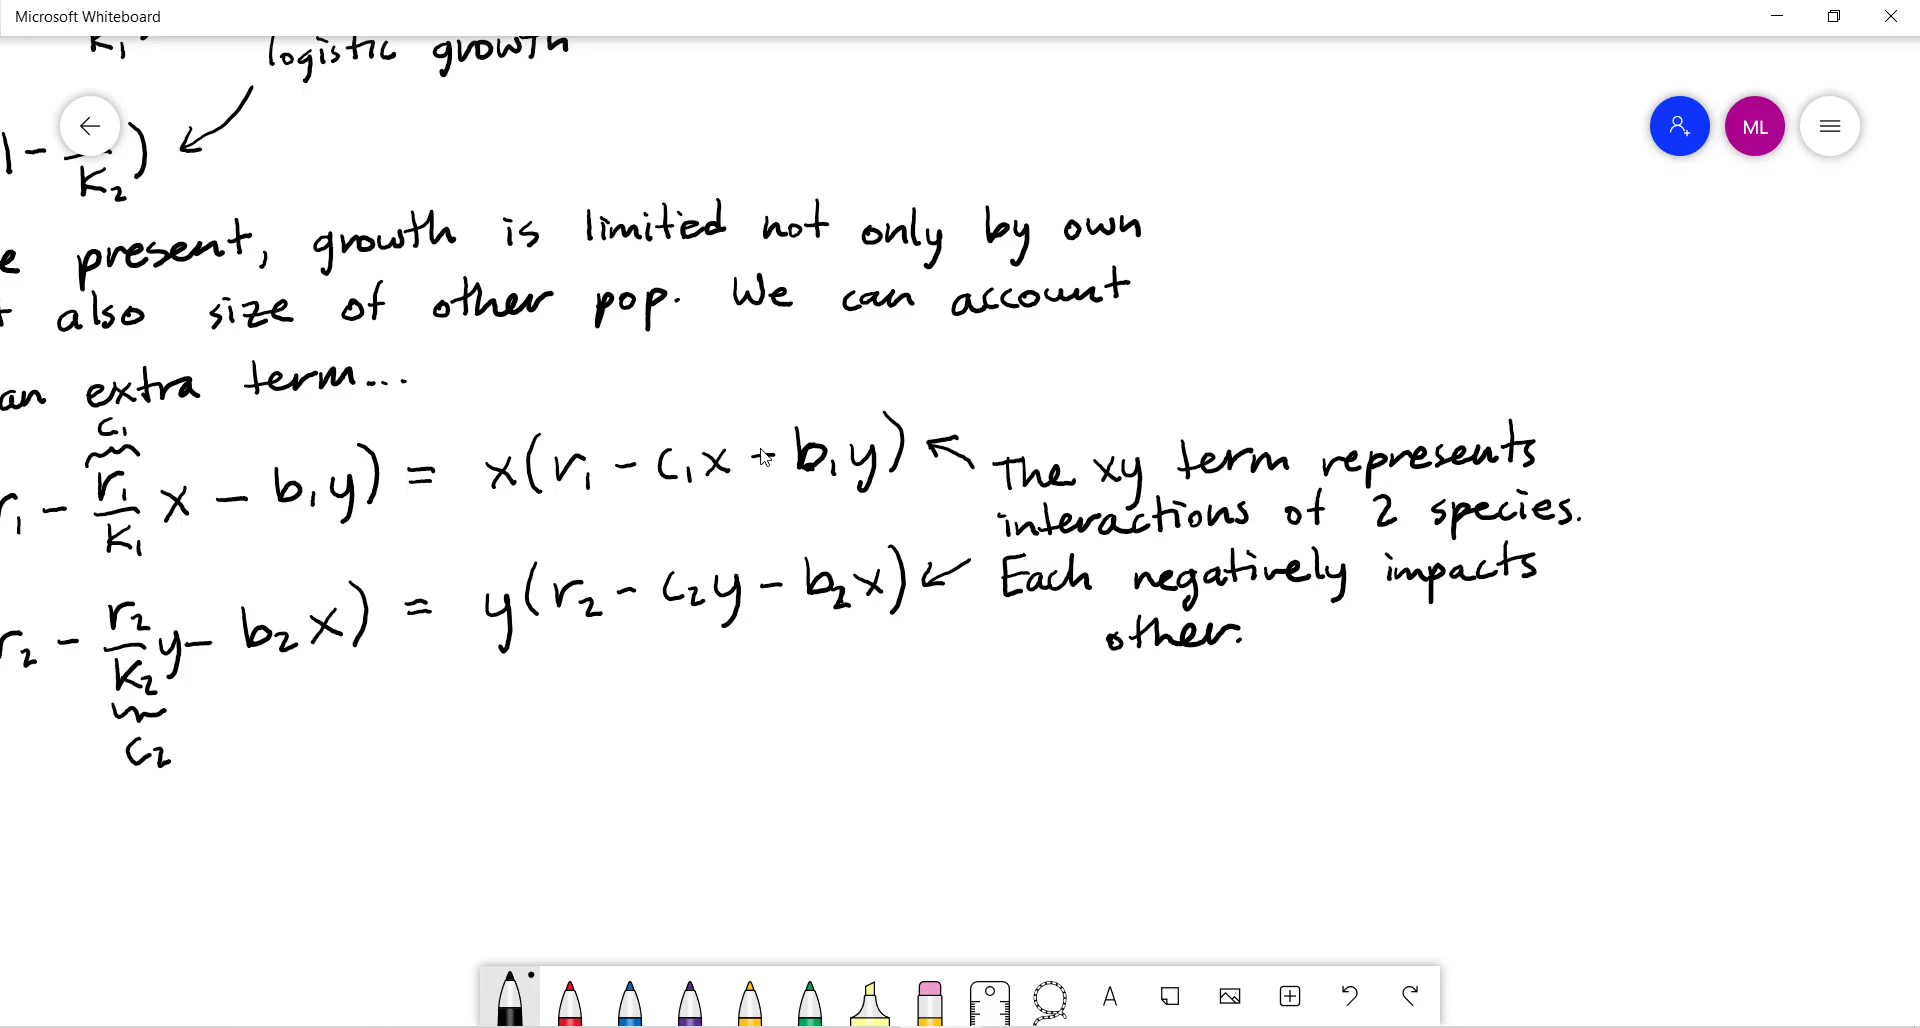 Microsoft Whiteboard
K₁
logistic growth
ML
1 - /K₂)
e present, growth is limited not only by own
t also size of other pop. We can account
an extra term...
c₁
r₁ - r₁/K₁ x - b₁y) = x(r₁ - c₁x - b₁y) ← The xy term represents
interactions of 2 species.
r₂ - r₂/K₂ y - b₂x) = y(r₂ - c₂y - b₂x) ← Each negatively impacts
other.
c₂
A